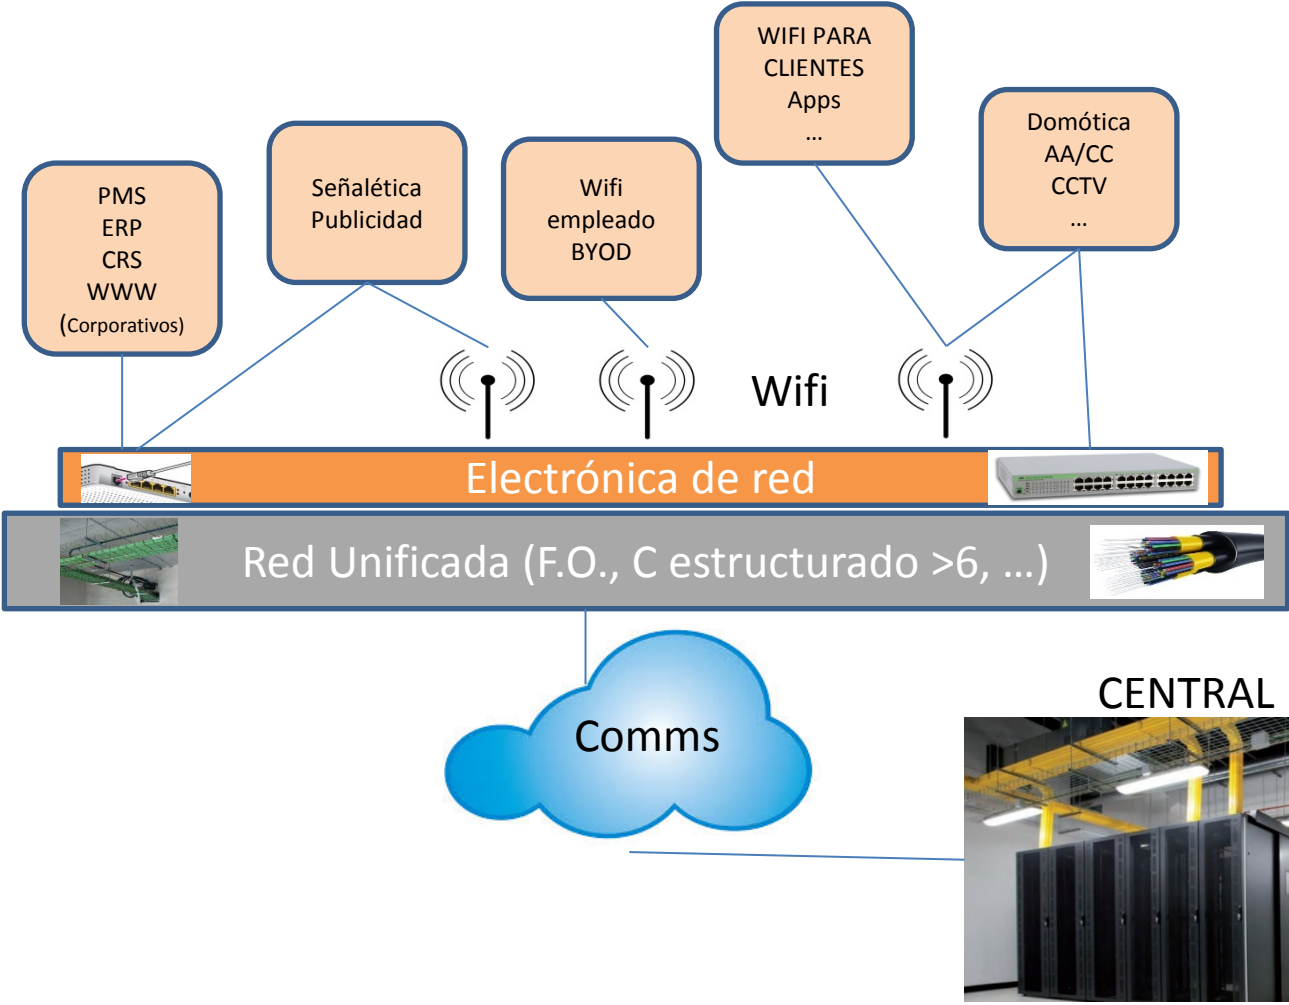 WIFI PARA
CLIENTES
Apps
...
Domótica
AA/CC
CCTV
...
Señalética
Publicidad
Wifi
empleado
BYOD
PMS
ERP
CRS
WWW
(Corporativos)
Wifi
Electrónica de red
Red Unificada (F.O., C estructurado >6, ...)
Comms
CENTRAL